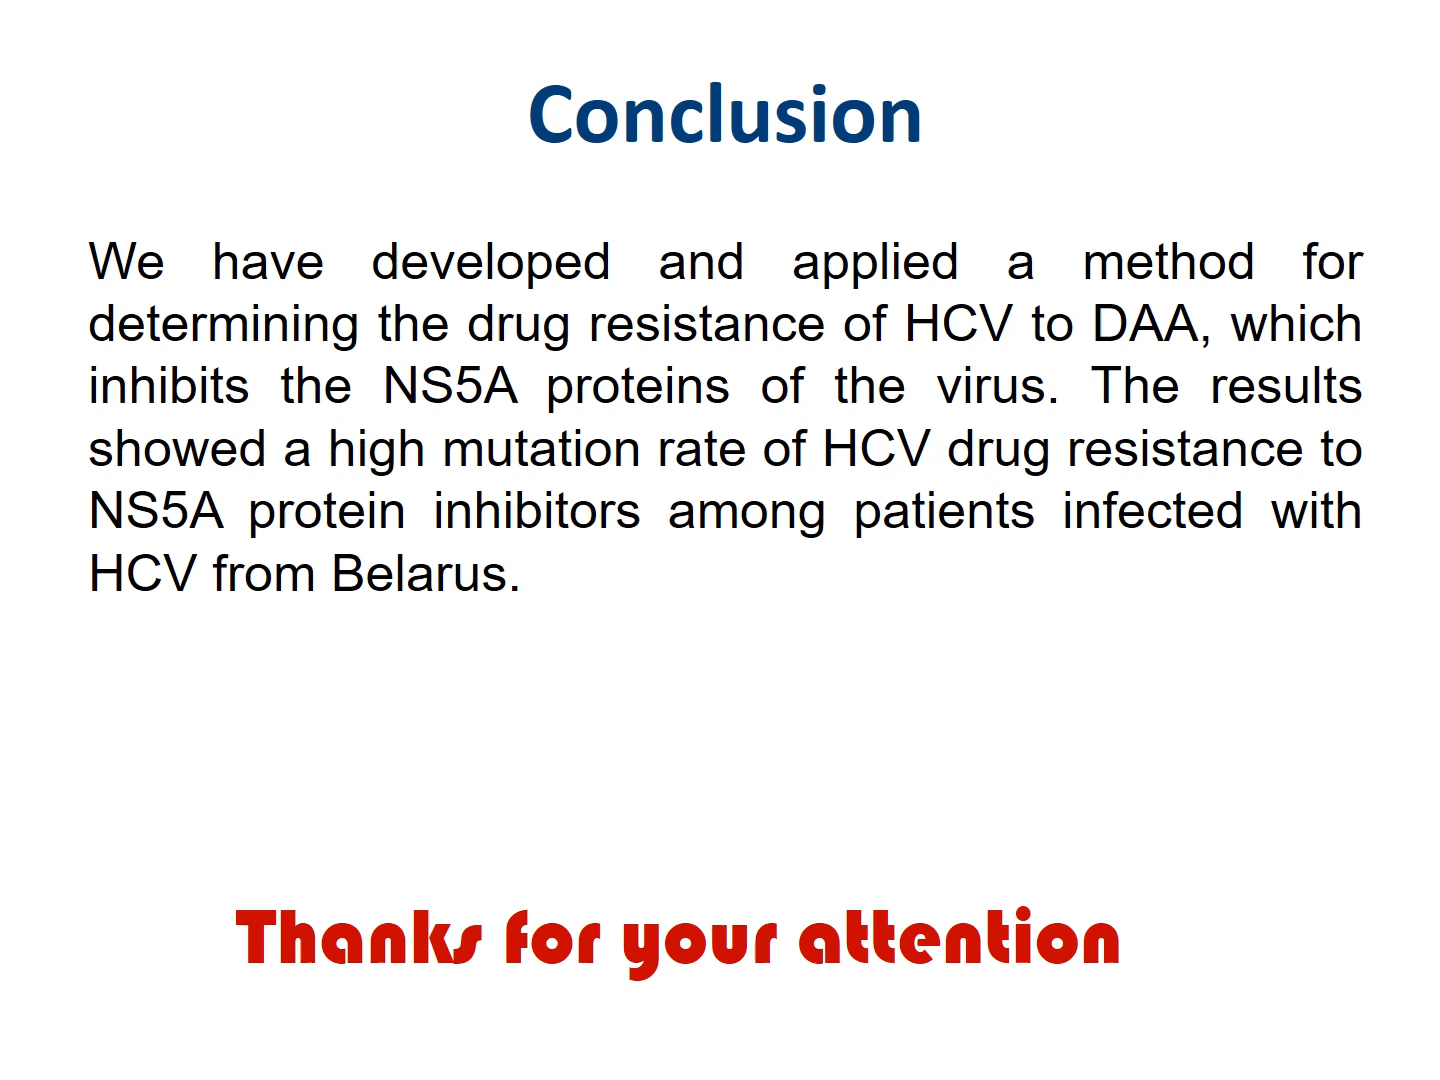 Conclusion
We have developed and applied a method for
determining the drug resistance of HCV to DAA, which
inhibits the NS5A proteins of the virus. The results
showed a high mutation rate of HCV drug resistance to
NS5A protein inhibitors among patients infected with
HCV from Belarus.
Thanks for your attention